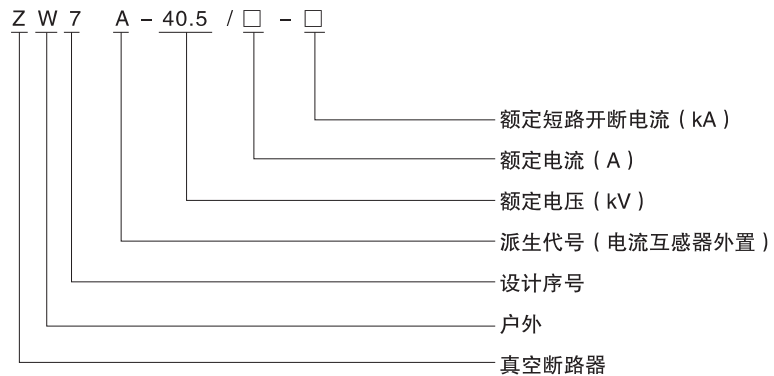 ZW7 A-40.5/□-□
额定短路开断电流(kA)
额定电流(A)
额定电压(kV)
派生代号(电流互感器外置)
设计序号
户外
真空断路器